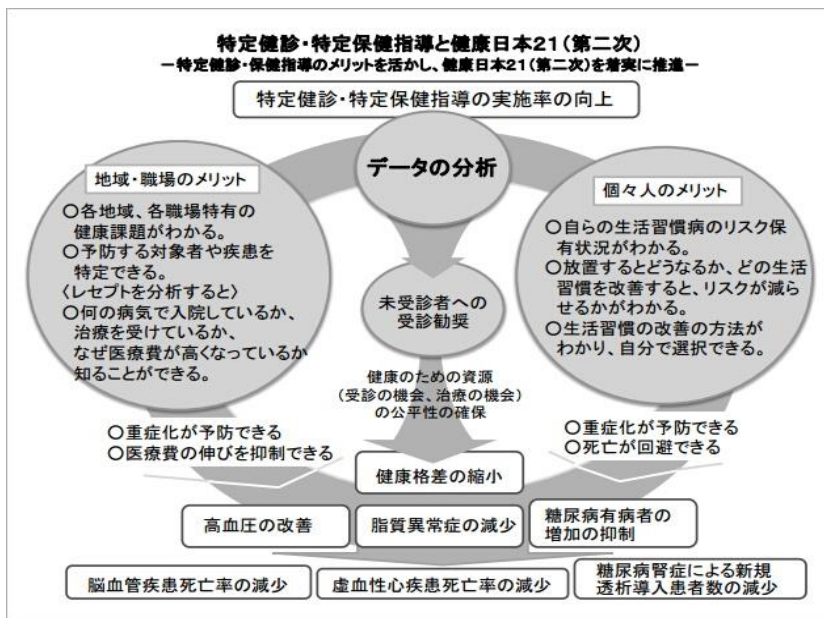 特定健診・特定保健指導と健康日本21(第二次)
－特定健診・保健指導のメリットを活かし、健康日本21(第二次)を着実に推進－
特定健診・特定保健指導の実施率の向上
データの分析
地域・職場のメリット
〇各地域、各職場特有の
健康課題がわかる。
〇予防する対象者や疾患を
特定できる。
〈レセプトを分析すると〉
〇何の病気で入院しているか、
治療を受けているか、
なぜ医療費が高くなっているか
知ることができる。
個々人のメリット
〇自らの生活習慣病のリスク保
有状況がわかる。
〇放置するとどうなるか、どの生活
習慣を改善すると、リスクが減ら
せるかがわかる。
〇生活習慣の改善の方法が
わかり、自分で選択できる。
未受診者への
受診勧奨
健康のための資源
(受診の機会、治療の機会)
の公平性の確保
〇重症化が予防できる
〇医療費の伸びを抑制できる
〇重症化が予防できる
〇死亡が回避できる
健康格差の縮小
高血圧の改善
脂質異常症の減少
糖尿病有病者の
増加の抑制
脳血管疾患死亡率の減少
虚血性心疾患死亡率の減少
糖尿病腎症による新規
透析導入患者数の減少